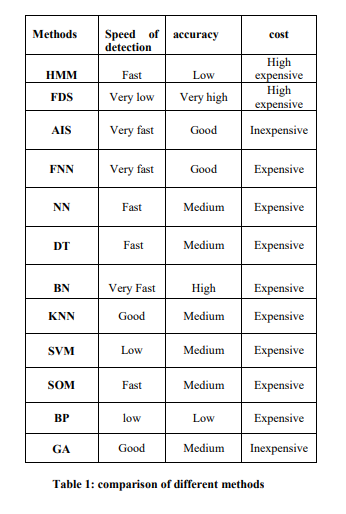 Methods Speed of detection accuracy cost
HMM Fast Low High expensive
FDS Very low Very high High expensive
AIS Very fast Good Inexpensive
FNN Very fast Good Expensive
NN Fast Medium Expensive
DT Fast Medium Expensive
BN Very Fast High Expensive
KNN Good Medium Expensive
SVM Low Medium Expensive
SOM Fast Medium Expensive
BP low Low Expensive
GA Good Medium Inexpensive
Table 1: comparison of different methods